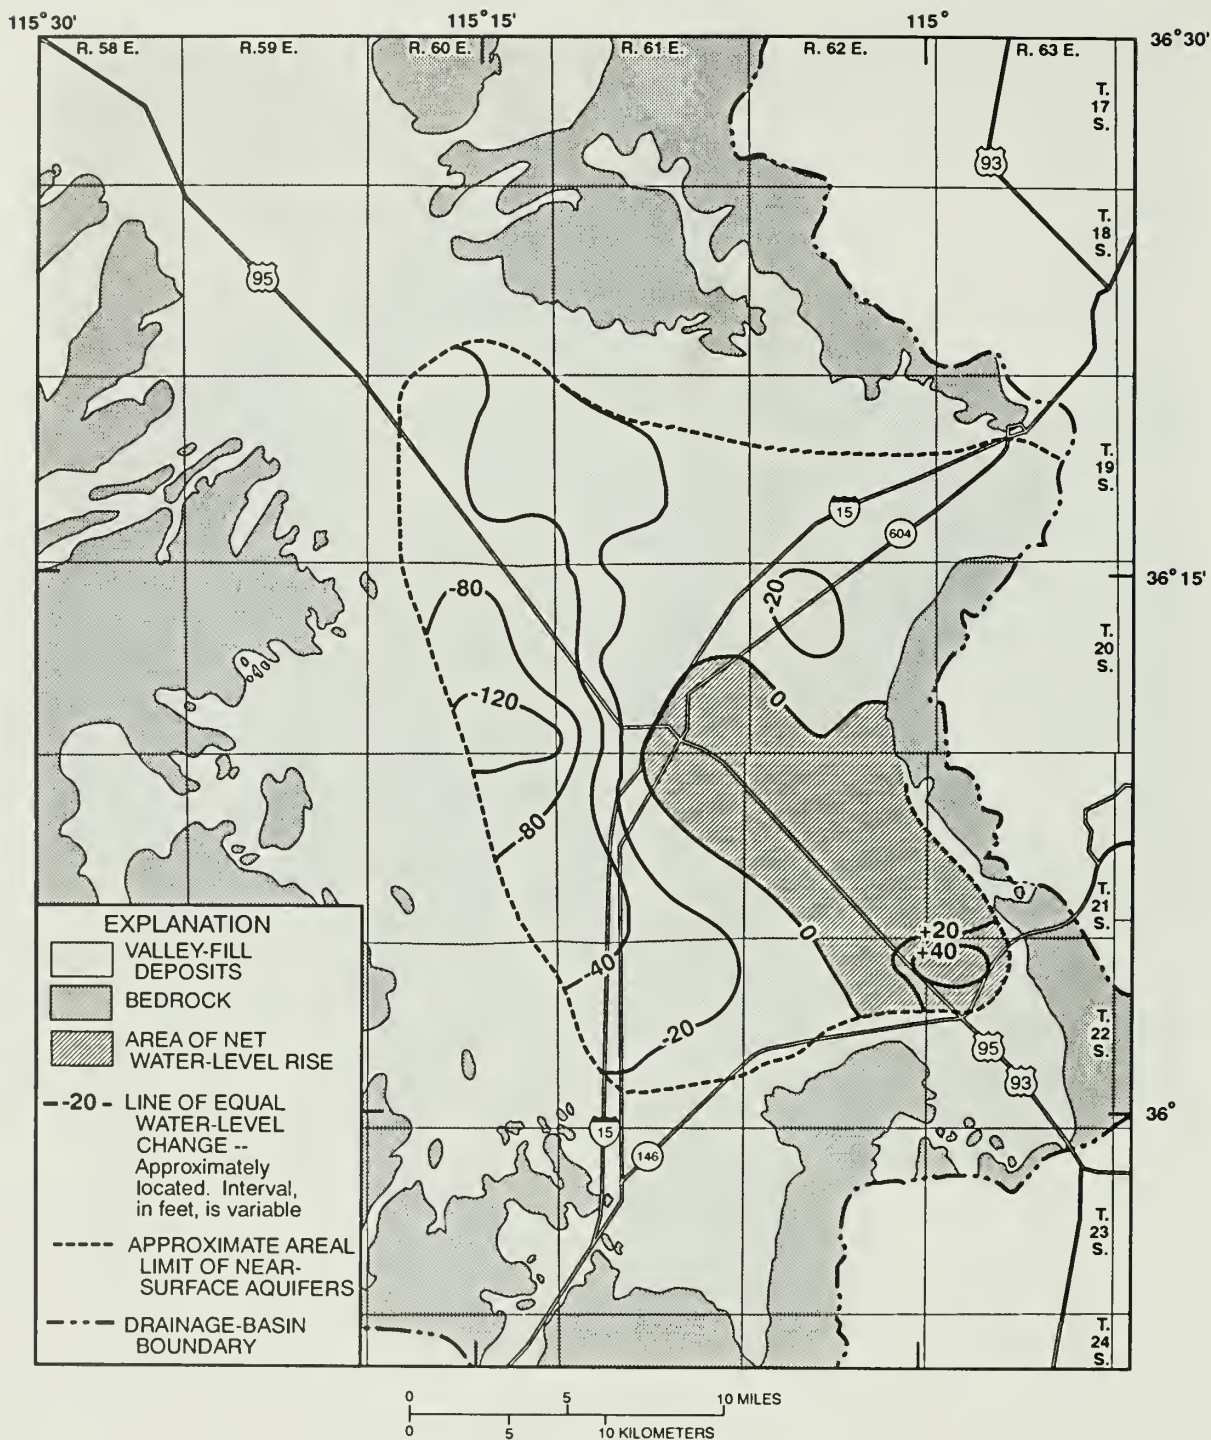 115° 30'
115° 15'
115°
R. 58 E.
R.59 E.
R. 60 E.
R. 61 E.
R. 62 E.
R. 63 E.
36° 30'
T.
17
S.
93
T.
18
S.
95
T.
19
S.
15
604
36° 15'
-80
-20
T.
20
S.
-120
0
-80
T.
21
S.
0
+20
+40
-40
-20
T.
22
S.
95
93
36°
15
146
T.
23
S.
T.
24
S.
EXPLANATION
VALLEY-FILL
DEPOSITS
BEDROCK
AREA OF NET
WATER-LEVEL RISE
-20
LINE OF EQUAL
WATER-LEVEL
CHANGE --
Approximately
located. Interval,
in feet, is variable
APPROXIMATE AREAL
LIMIT OF NEAR-
SURFACE AQUIFERS
DRAINAGE-BASIN
BOUNDARY
0 5 10 MILES
0 5 10 KILOMETERS